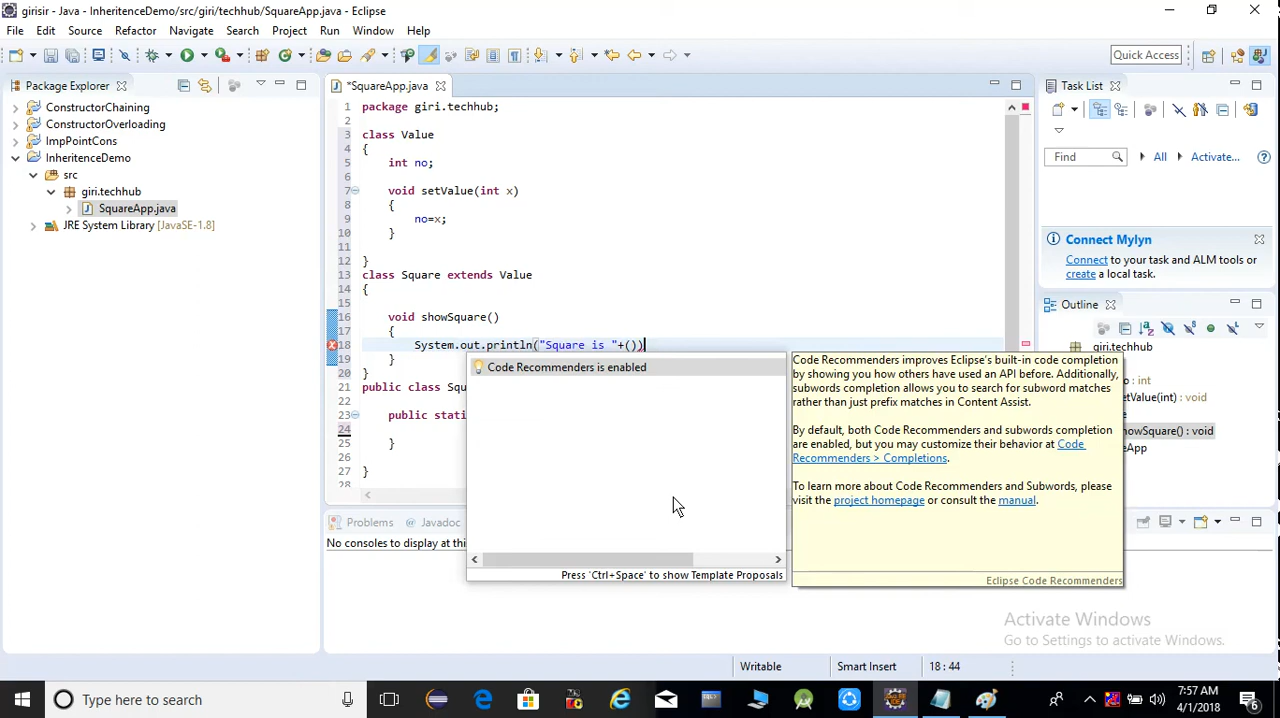 girisir - Java - InheritenceDemo/src/giri/techhub/SquareApp.java - Eclipse
File Edit Source Refactor Navigate Search Project Run Window Help
Quick Access
Package Explorer
ConstructorChaining
ConstructorOverloading
ImpPointCons
InheritenceDemo
src
giri.techhub
SquareApp.java
JRE System Library [JavaSE-1.8]
*SquareApp.java
1 package giri.techhub;
2
3 class Value
4 {
5 int no;
6
7 void setValue(int x)
8 {
9 no=x;
10 }
11
12 }
13 class Square extends Value
14 {
15
16 void showSquare()
17 {
18 System.out.println("Square is "+())
19 }
20 }
21 public class Squ
22
23 public stat
24
25 }
26
27 }
28
Code Recommenders is enabled
Press 'Ctrl+Space' to show Template Proposals
Code Recommenders improves Eclipse's built-in code completion
by showing you how others have used an API before. Additionally,
subwords completion allows you to search for subword matches
rather than just prefix matches in Content Assist.
By default, both Code Recommenders and subwords completion
are enabled, but you may customize their behavior at Code
Recommenders > Completions.
To learn more about Code Recommenders and Subwords, please
visit the project homepage or consult the manual.
Eclipse Code Recommenders
Task List
Find All Activate...
Connect Mylyn
Connect to your task and ALM tools or
create a local task.
Outline
giri.techhub
o : int
etValue(int) : void
e
howSquare() : void
eApp
Problems Javadoc
No consoles to display at this
Activate Windows
Go to Settings to activate Windows.
Writable Smart Insert 18 : 44
Type here to search
7:57 AM
4/1/2018
6